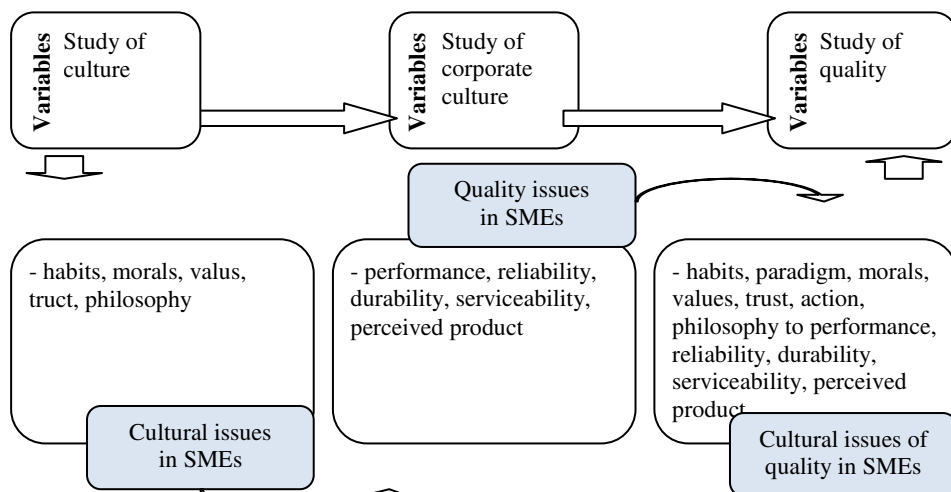 Variables
Study of
culture
Variables
Study of
corporate
culture
Variables
Study of
quality
Quality issues
in SMEs
- habits, morals, valus,
truct, philosophy
- performance, reliability,
durability, serviceability,
perceived product
- habits, paradigm, morals,
values, trust, action,
philosophy to performance,
reliability, durability,
serviceability, perceived
product
Cultural issues
in SMEs
Cultural issues of
quality in SMEs